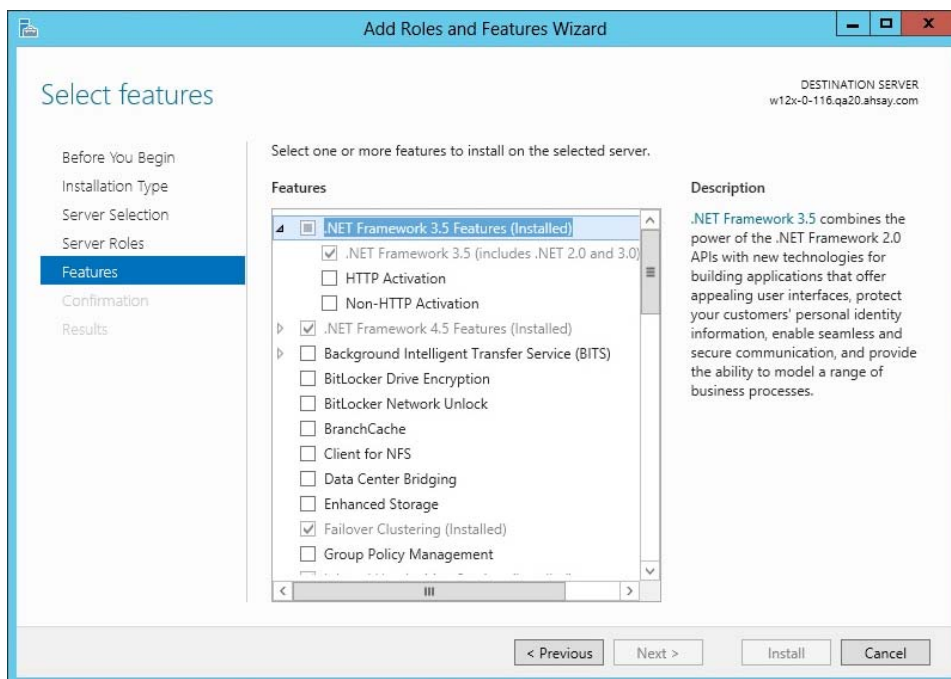 Add Roles and Features Wizard
Select features
DESTINATION SERVER
w12x-0-116.qa20.ahsay.com
Before You Begin
Installation Type
Server Selection
Server Roles
Features
Confirmation
Results
Select one or more features to install on the selected server.
Features
.NET Framework 3.5 Features (Installed)
.NET Framework 3.5 (includes .NET 2.0 and 3.0)
HTTP Activation
Non-HTTP Activation
.NET Framework 4.5 Features (Installed)
Background Intelligent Transfer Service (BITS)
BitLocker Drive Encryption
BitLocker Network Unlock
BranchCache
Client for NFS
Data Center Bridging
Enhanced Storage
Failover Clustering (Installed)
Group Policy Management
Description
.NET Framework 3.5 combines the
power of the .NET Framework 2.0
APIs with new technologies for
building applications that offer
appealing user interfaces, protect
your customers' personal identity
information, enable seamless and
secure communication, and provide
the ability to model a range of
business processes.
< Previous
Next >
Install
Cancel